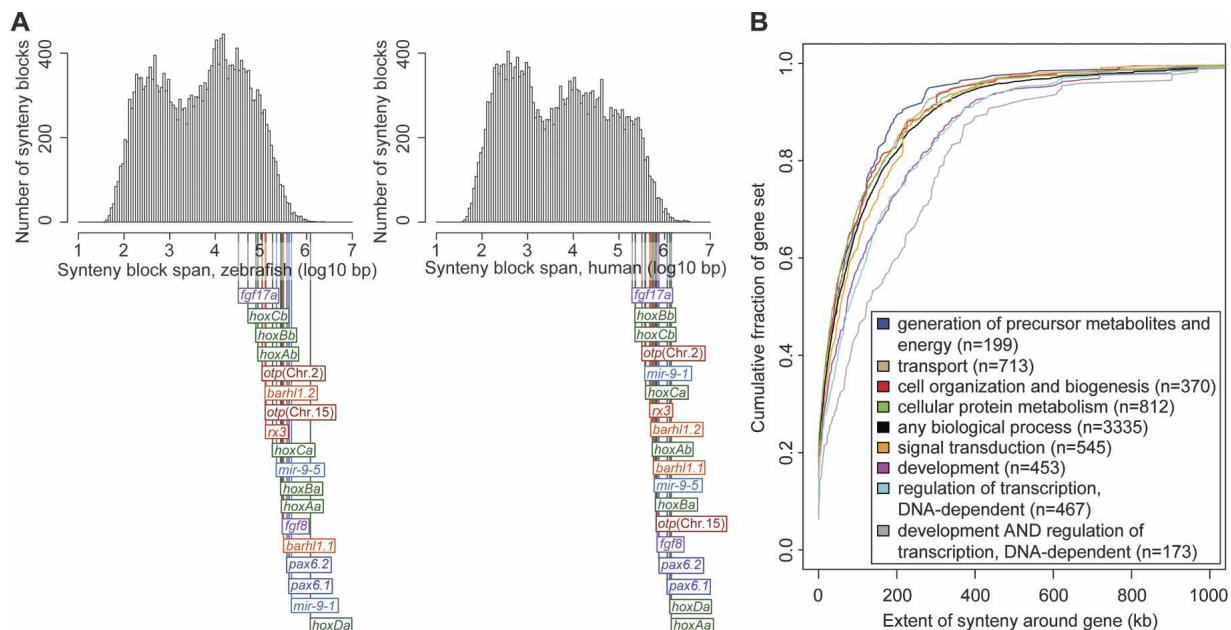 A
Number of synteny blocks
400
200
0
1 2 3 4 5 6 7
Synteny block span, zebrafish (log10 bp)
fgf17a
hoxCb
hoxBb
hoxAb
otp(Chr.2)
barhl1.2
otp(Chr.15)
rx3
hoxCa
mir-9-5
hoxBa
hoxAa
fgf8
barhl1.1
pax6.2
pax6.1
mir-9-1
hoxDa
Number of synteny blocks
400
200
0
1 2 3 4 5 6 7
Synteny block span, human (log10 bp)
fgf17a
hoxBb
hoxCb
otp(Chr.2)
mir-9-1
hoxCa
rx3
barhl1.2
hoxAb
barhl1.1
mir-9-5
hoxBa
otp(Chr.15)
fgf8
pax6.2
pax6.1
hoxDa
hoxAa
B
Cumulative frraction of gene set
1.0
0.8
0.6
0.4
0.2
0.0
generation of precursor metabolites and
energy (n=199)
transport (n=713)
cell organization and biogenesis (n=370)
cellular protein metabolism (n=812)
any biological process (n=3335)
signal transduction (n=545)
development (n=453)
regulation of transcription,
DNA-dependent (n=467)
development AND regulation of
transcription, DNA-dependent (n=173)
0 200 400 600 800 1000
Extent of synteny around gene (kb)